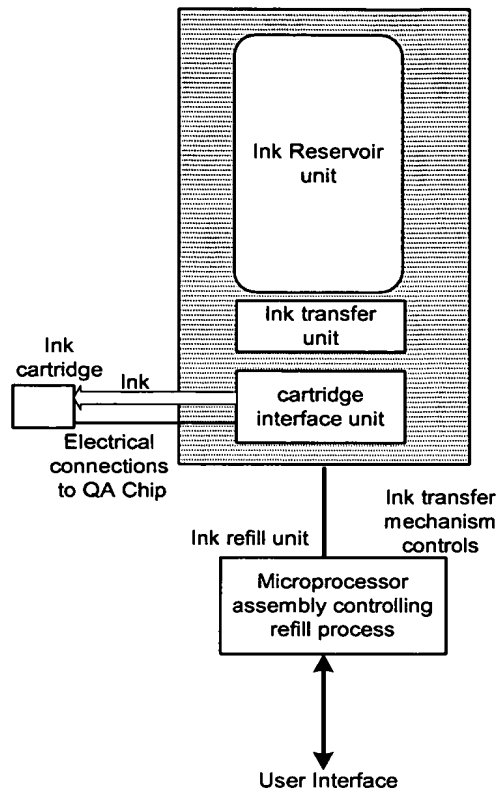 Ink Reservoir
unit
Ink transfer
unit
Ink
cartridge
Ink
cartridge
interface unit
Electrical
connections
to QA Chip
Ink transfer
mechanism
controls
Ink refill unit
Microprocessor
assembly controlling
refill process
User Interface